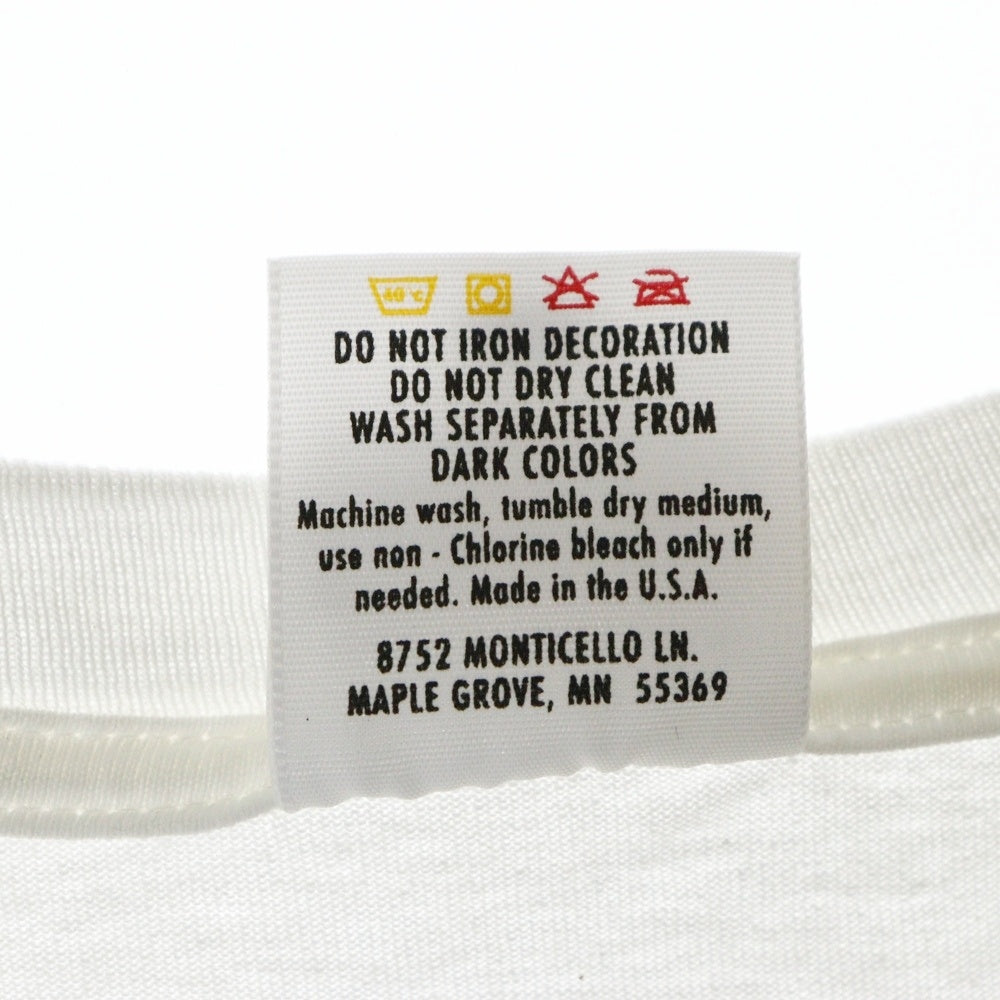 40°C
DO NOT IRON DECORATION
DO NOT DRY CLEAN
WASH SEPARATELY FROM
DARK COLORS
Machine wash, tumble dry medium,
use non - Chlorine bleach only if
needed. Made in the U.S.A.
8752 MONTICELLO LN.
MAPLE GROVE, MN 55369